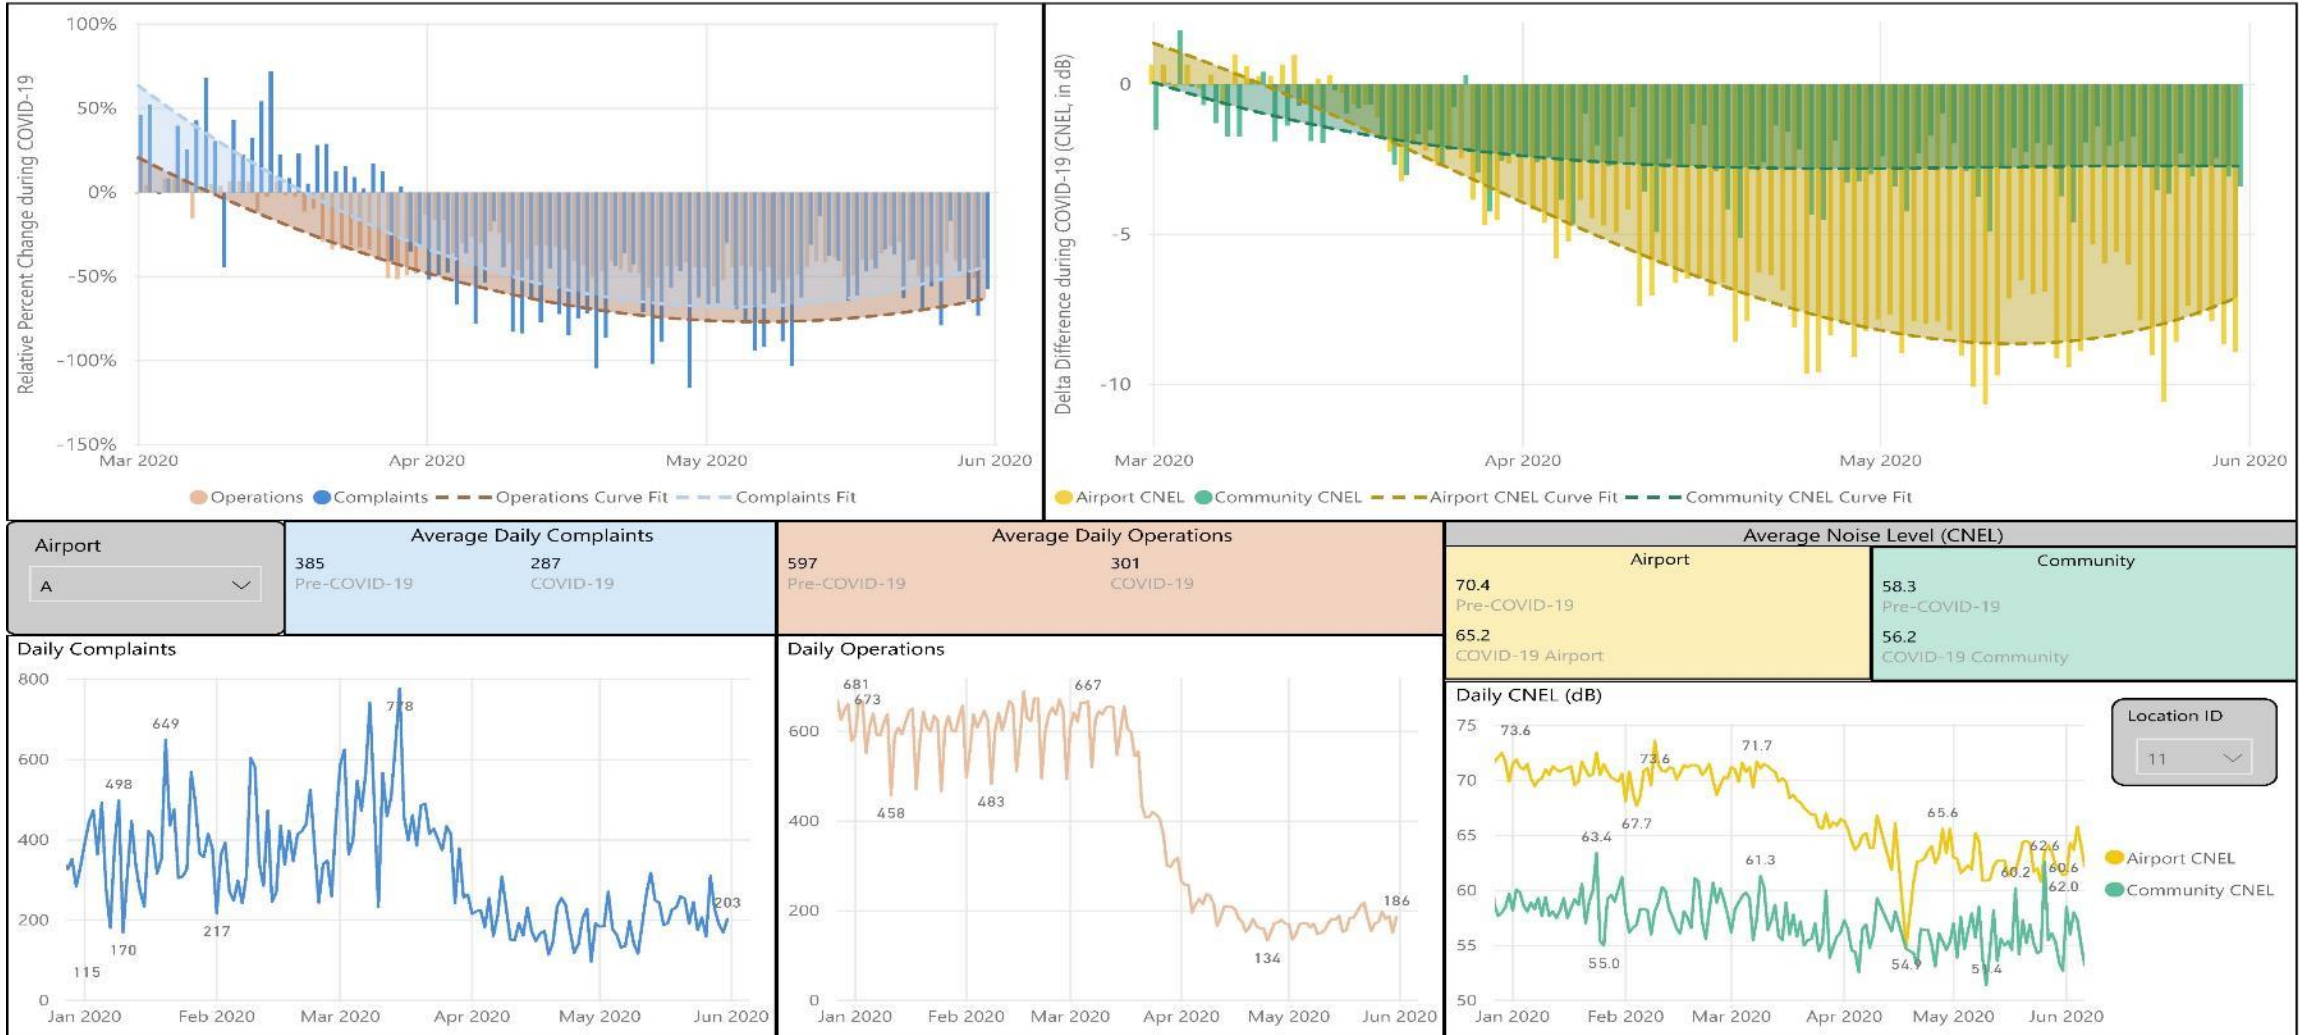 100%
50%
0%
-50%
-100%
-150%
Relative Percent Change during COVID-19
Mar 2020 Apr 2020 May 2020 Jun 2020
Operations Complaints Operations Curve Fit Complaints Fit
0
-5
-10
Delta Difference during COVID-19 (CNEL, in dB)
Mar 2020 Apr 2020 May 2020 Jun 2020
Airport CNEL Community CNEL Airport CNEL Curve Fit Community CNEL Curve Fit
Airport
A
Average Daily Complaints
385 287
Pre-COVID-19 COVID-19
Average Daily Operations
597 301
Pre-COVID-19 COVID-19
Average Noise Level (CNEL)
Airport
70.4
Pre-COVID-19
65.2
COVID-19 Airport
Community
58.3
Pre-COVID-19
56.2
COVID-19 Community
Daily Complaints
800
600
400
200
0
649
778
498
217
170
115
203
Jan 2020 Feb 2020 Mar 2020 Apr 2020 May 2020 Jun 2020
Daily Operations
600
400
200
0
681
673
667
458
483
186
134
Jan 2020 Feb 2020 Mar 2020 Apr 2020 May 2020 Jun 2020
Daily CNEL (dB)
75
70
65
60
55
50
73.6
73.6
71.7
67.7
65.6
63.4
61.3
62.6
60.2
60.6
62.0
55.0
54.9
51.4
Jan 2020 Feb 2020 Mar 2020 Apr 2020 May 2020 Jun 2020
Location ID
11
Airport CNEL
Community CNEL